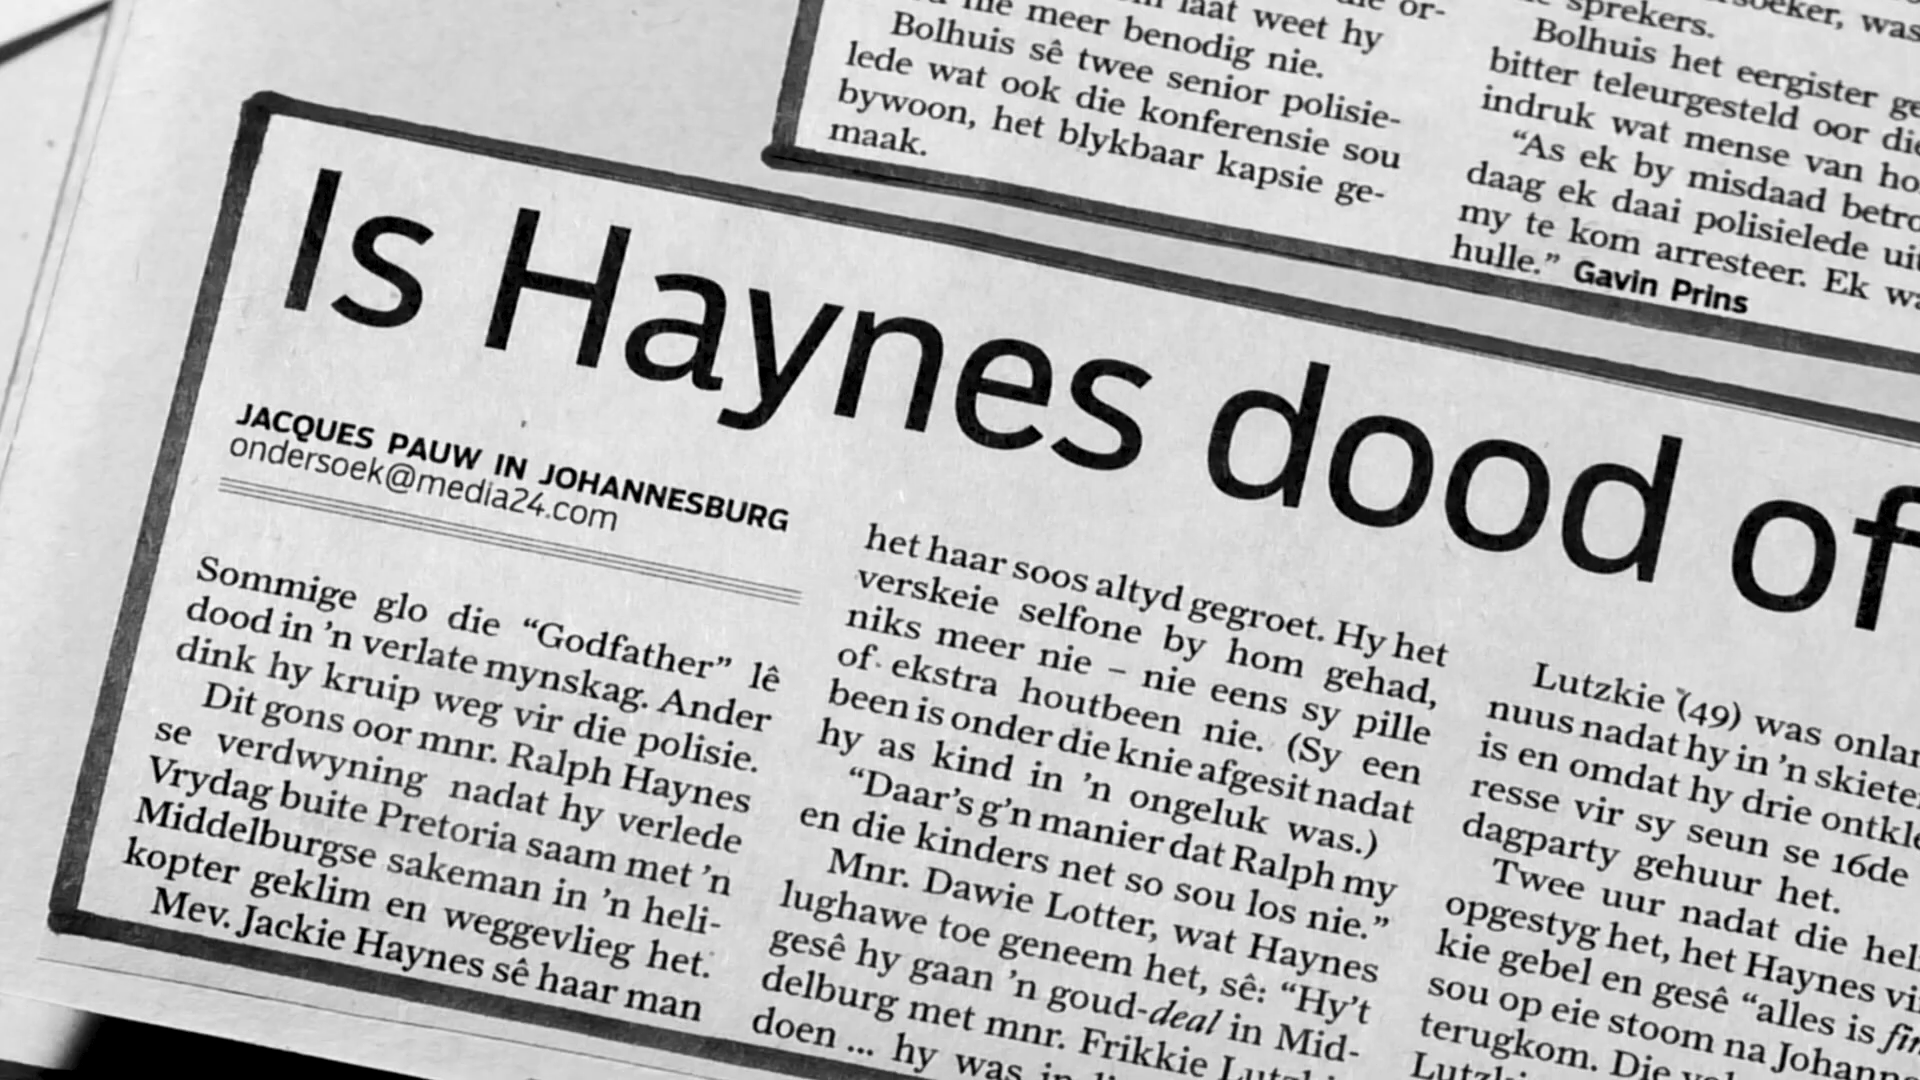 laat weet hy
nie meer benodig nie.
Bolhuis sê twee senior polisie-
lede wat ook die konferensie sou
bywoon, het blykbaar kapsie ge-
maak.
sprekers.
Bolhuis het eergister
bitter teleurgesteld oor die
indruk wat mense van
“As ek by misdaad
daag ek daai polisielede
my te kom arresteer. Ek
hulle.” Gavin Prins
Is Haynes dood of
JACQUES PAUW IN JOHANNESBURG
ondersoek@media24.com
Sommige glo die “Godfather” lê
dood in ’n verlate mynskag. Ander
dink hy kruip weg vir die polisie.
Dit gons oor mnr. Ralph Haynes
se verdwyning nadat hy verlede
Vrydag buite Pretoria saam met ’n
Middelburgse sakeman in ’n heli-
kopter geklim en weggevlieg het.
Mev. Jackie Haynes sê haar man
het haar soos altyd gegroet. Hy het
verskeie selfone by hom gehad,
niks meer nie – nie eens sy pille
of ekstra houtbeen nie. (Sy een
been is onder die knie afgesit nadat
hy as kind in ’n ongeluk was.)
“Daar’s g’n manier dat Ralph my
en die kinders net so sou los nie.”
Mnr. Dawie Lotter, wat Haynes
lughawe toe geneem het, sê: “Hy’t
gesê hy gaan ’n goud-deal in Mid-
delburg met mnr. Frikkie
doen ... hy was
Lutzkie (49) was
nuus nadat hy in ’n
is en omdat hy drie
resse vir sy seun se 16de
dagparty gehuur het.
Twee uur nadat die
opgestyg het, het Haynes
kie gebel en gesê “alles is
sou op eie stoom na
terugkom. Die